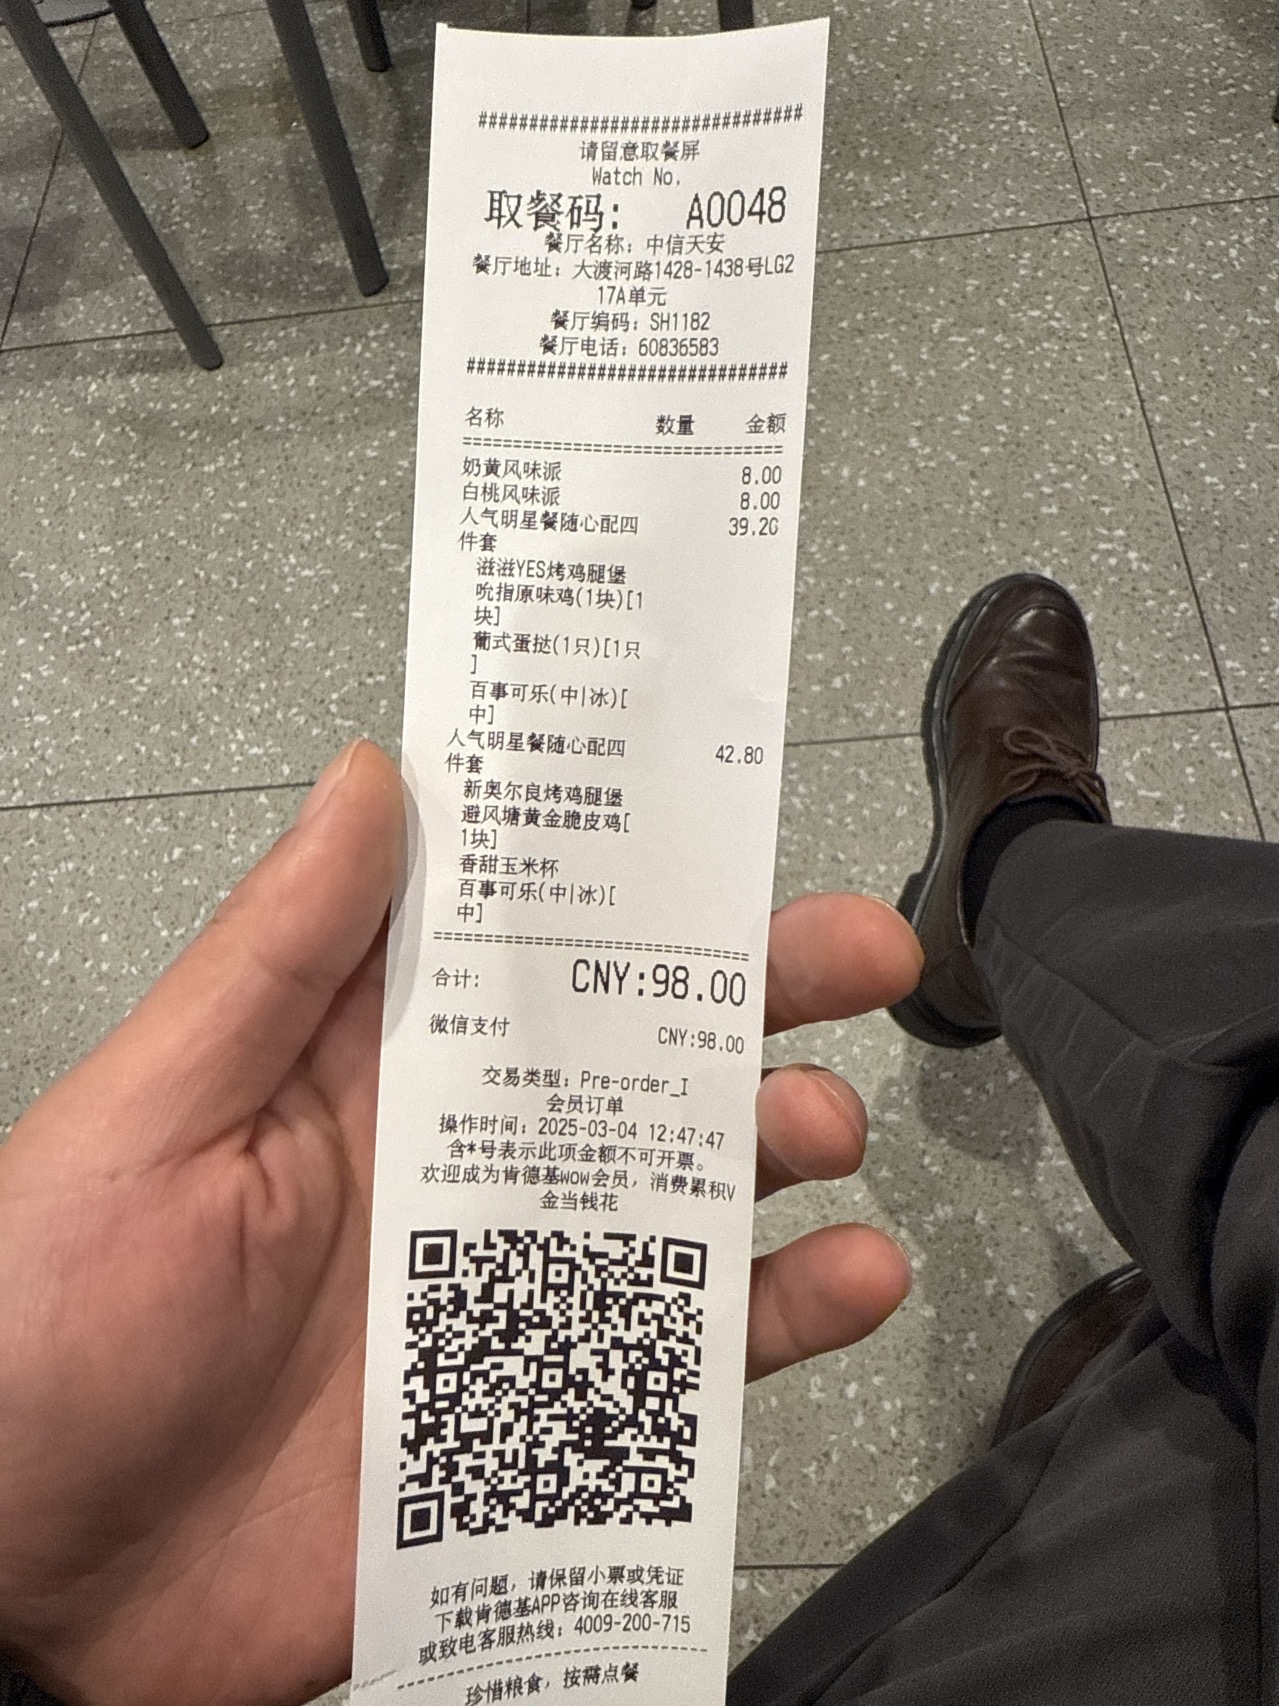 ################################
请留意取餐屏
Watch No.
取餐码: A0048
餐厅名称: 中信天安
餐厅地址: 大渡河路1428-1438号LG2
17A单元
餐厅编码: SH1182
餐厅电话: 60836583
################################
名称 数量 金额
================================
奶黄风味派 8.00
白桃风味派 8.00
人气明星餐随心配四 39.20
件套
滋滋YES烤鸡腿堡
吮指原味鸡(1块)[1
块]
葡式蛋挞(1只)[1只
]
百事可乐(中|冰)[
中]
人气明星餐随心配四 42.80
件套
新奥尔良烤鸡腿堡
避风塘黄金脆皮鸡[
1块]
香甜玉米杯
百事可乐(中|冰)[
中]
================================
合计: CNY:98.00
微信支付 CNY:98.00
交易类型: Pre-order_I
会员订单
操作时间: 2025-03-04 12:47:47
含*号表示此项金额不可开票。
欢迎成为肯德基wow会员, 消费累积V
金当钱花
如有问题, 请保留小票或凭证
下载肯德基APP咨询在线客服
或致电客服热线: 4009-200-715
--------------------------------
珍惜粮食, 按需点餐